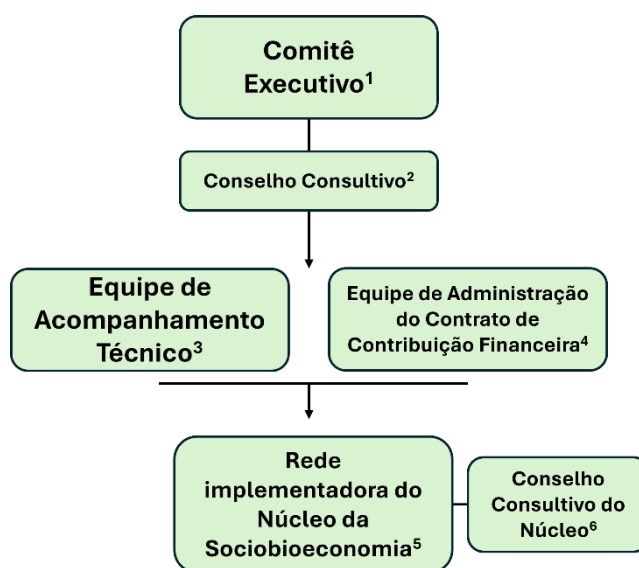 Comitê
Executivo¹
Conselho Consultivo²
Equipe de
Acompanhamento
Técnico³
Equipe de Administração
do Contrato de
Contribuição Financeira⁴
Rede
implementadora do
Núcleo da
Sociobioeconomia⁵
Conselho
Consultivo do
Núcleo⁶